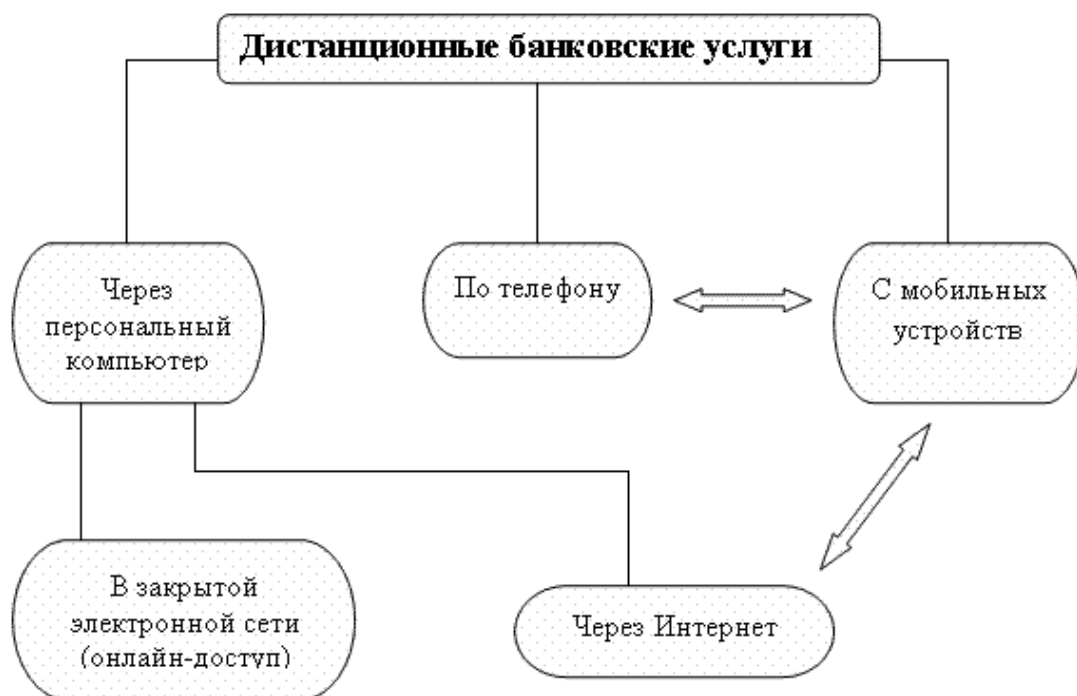 Дистанционные банковские услуги
Через
персональный
компьютер
По телефону
С мобильных
устройств
В закрытой
электронной сети
(онлайн-доступ)
Через Интернет